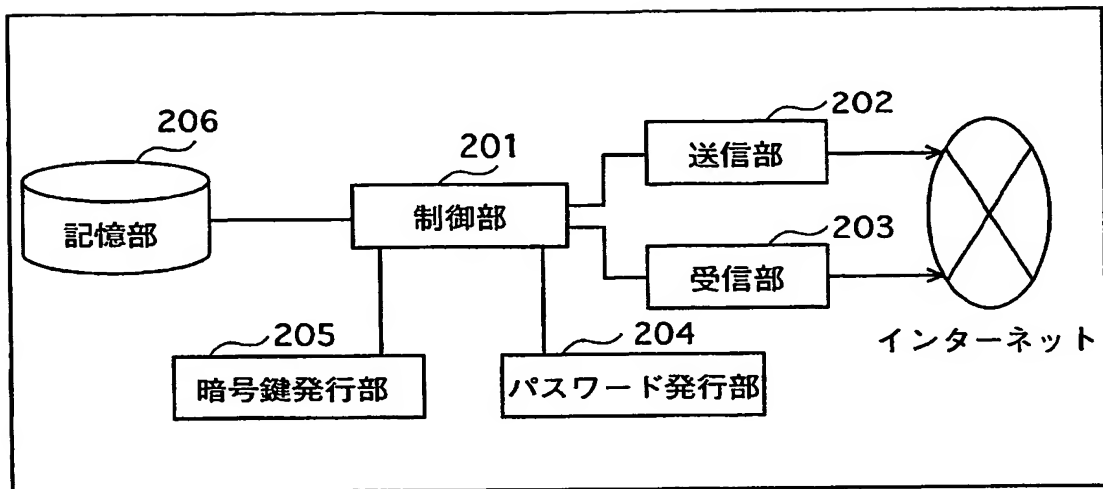 206
記憶部
201
制御部
202
送信部
203
受信部
インターネット
205
暗号鍵発行部
204
パスワード発行部